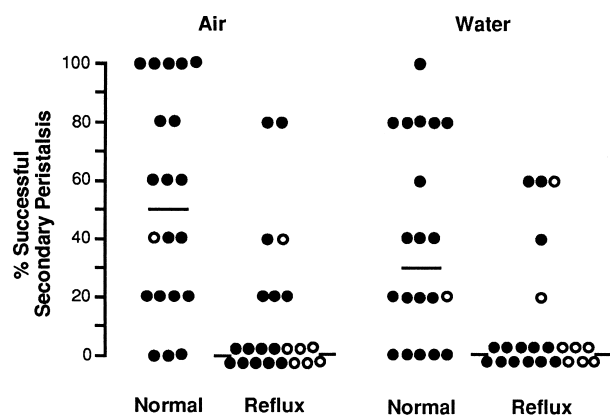 Air Water
% Successful
Secondary Peristalsis
100
80
60
40
20
0
Normal Reflux Normal Reflux